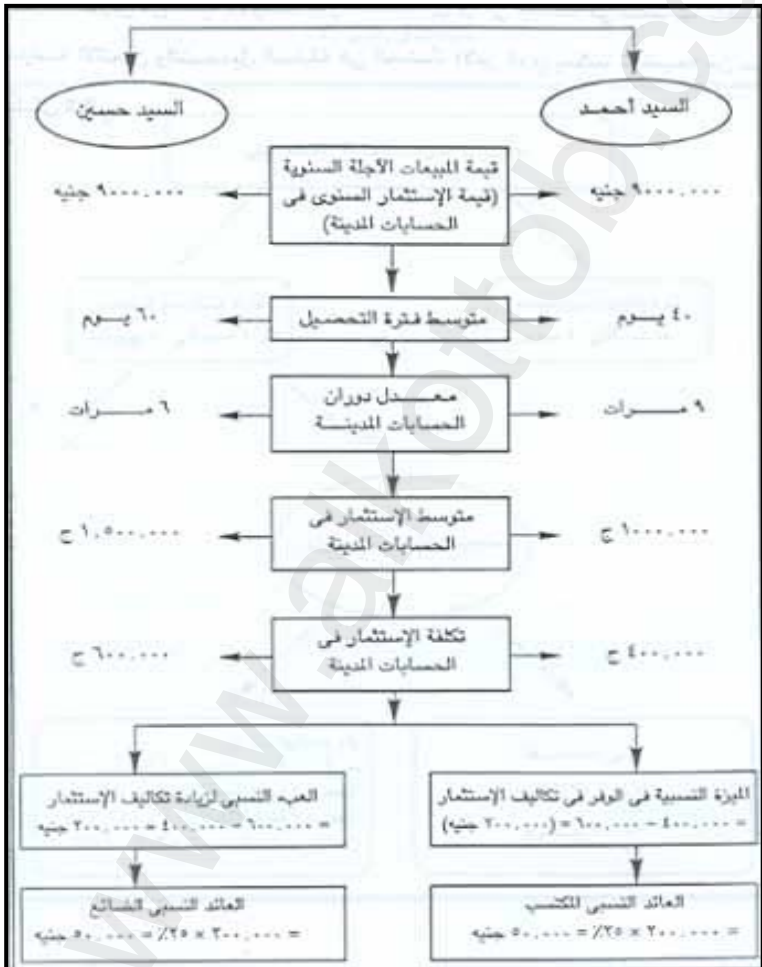 السيد أحمد
السيد حسين
قيمة المبيعات الآجلة السنوية
(قيمة الإستثمار السنوى فى
الحسابات المدينة)
٩٠٠٠,٠٠٠ جنيه
٩٠٠٠,٠٠٠ جنيه
متوسط فترة التحصيل
٤٠ يوم
٦٠ يوم
معدل دوران
الحسابات المدينة
٩ مرات
٦ مرات
متوسط الإستثمار فى
الحسابات المدينة
١٠٠٠,٠٠٠ ج
١,٥٠٠,٠٠٠ ح
تكلفة الإستثمار فى
الحسابات المدينة
٤٠٠,٠٠٠ ح
٦٠٠,٠٠٠ ح
الميزة النسبية فى الوفر فى تكاليف الإستثمار
= ٤٠٠,٠٠٠ – ٦٠٠,٠٠٠ = (٢٠٠,٠٠٠ جنيه)
العبء النسبى لزيادة تكاليف الإستثمار
= ٦٠٠,٠٠٠ – ٤٠٠,٠٠٠ = ٢٠٠,٠٠٠ جنيه
العائد النسبى المكتسب
= ٢٠٠,٠٠٠ × ٢٥٪ = ٥٠,٠٠٠ جنيه
العائد النسبى الضائع
= ٢٠٠,٠٠٠ × ٢٥٪ = ٥٠,٠٠٠ جنيه
www.alkottob.co